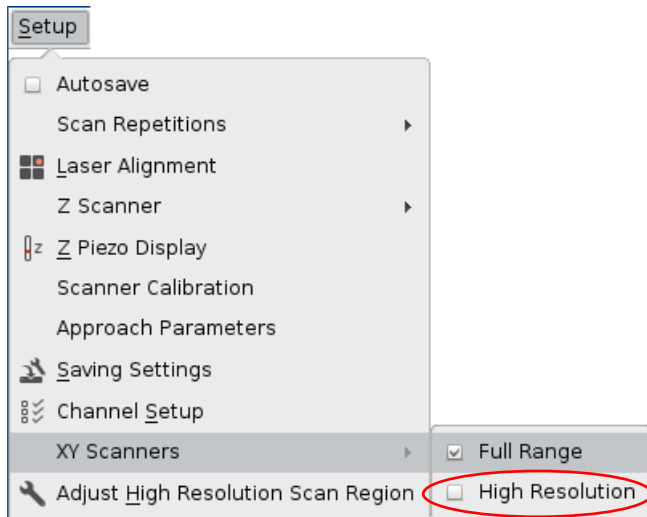 Setup
Autosave
Scan Repetitions
Laser Alignment
Z Scanner
z Z Piezo Display
Scanner Calibration
Approach Parameters
Saving Settings
Channel Setup
XY Scanners
Full Range
Adjust High Resolution Scan Region
High Resolution